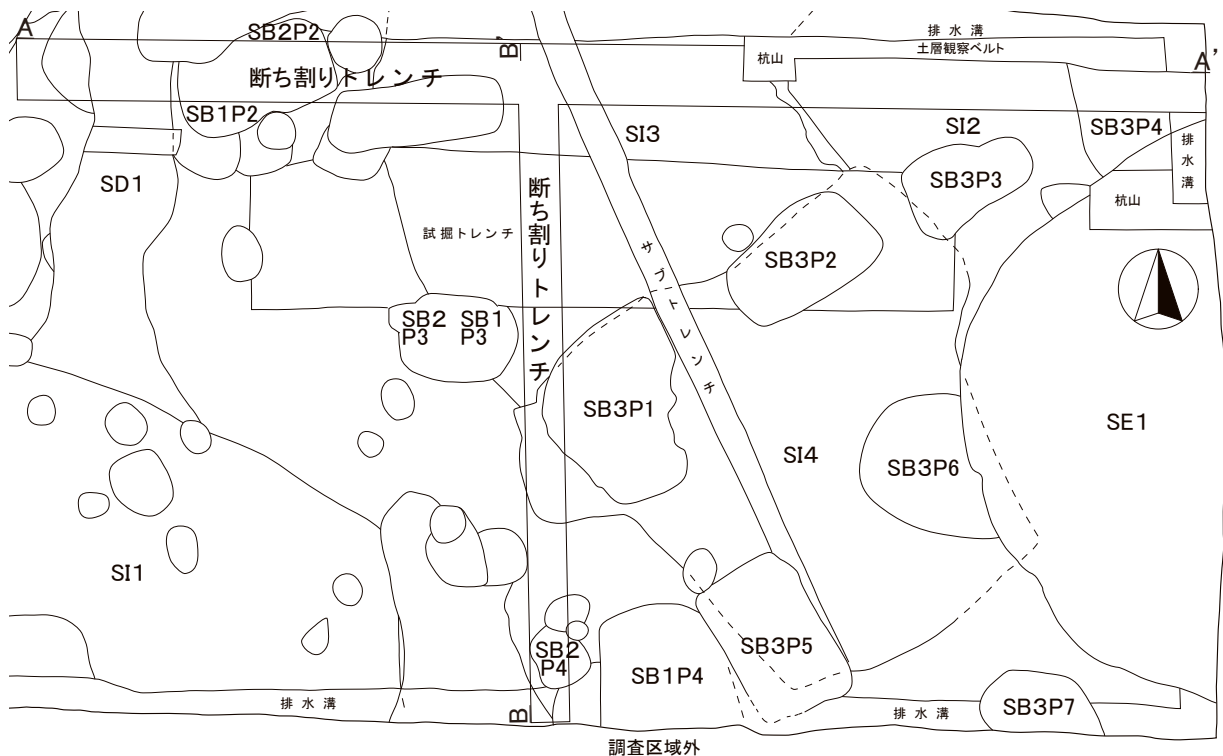 A
SB2P2
B'
排水溝
土層観察ベルト
杭山
A'
断ち割りトレンチ
SB1P2
SI3
SI2
SB3P4
排水溝
SD1
断ち割りトレンチ
SB3P3
杭山
試掘トレンチ
サブトレンチ
SB3P2
SB2
P3
SB1
P3
SB3P1
SE1
SI4
SB3P6
SI1
SB2
P4
SB3P5
SB1P4
排水溝
B
排水溝
SB3P7
調査区域外